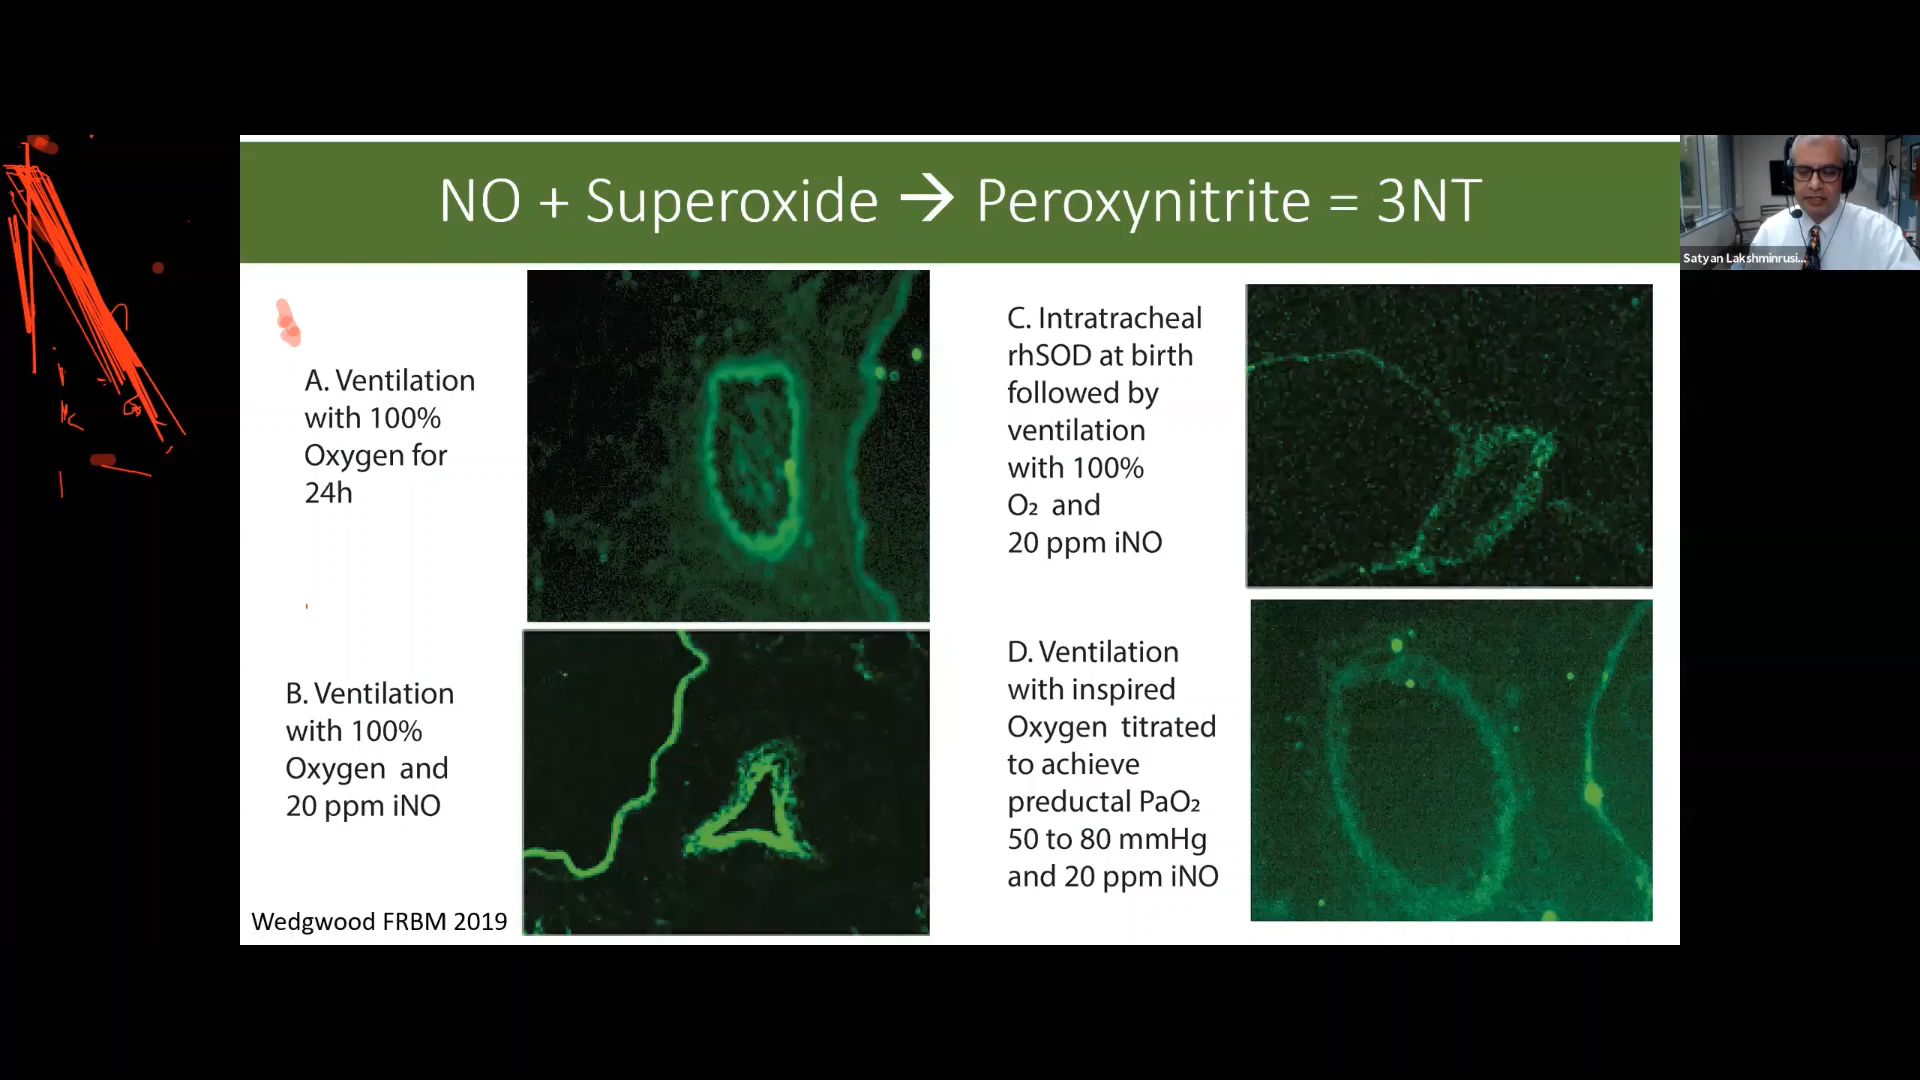 NO + Superoxide → Peroxynitrite = 3NT
Satyan Lakshminrusi...
A. Ventilation
with 100%
Oxygen for
24h
B. Ventilation
with 100%
Oxygen and
20 ppm iNO
Wedgwood FRBM 2019
C. Intratracheal
rhSOD at birth
followed by
ventilation
with 100%
O₂ and
20 ppm iNO
D. Ventilation
with inspired
Oxygen titrated
to achieve
preductal PaO₂
50 to 80 mmHg
and 20 ppm iNO